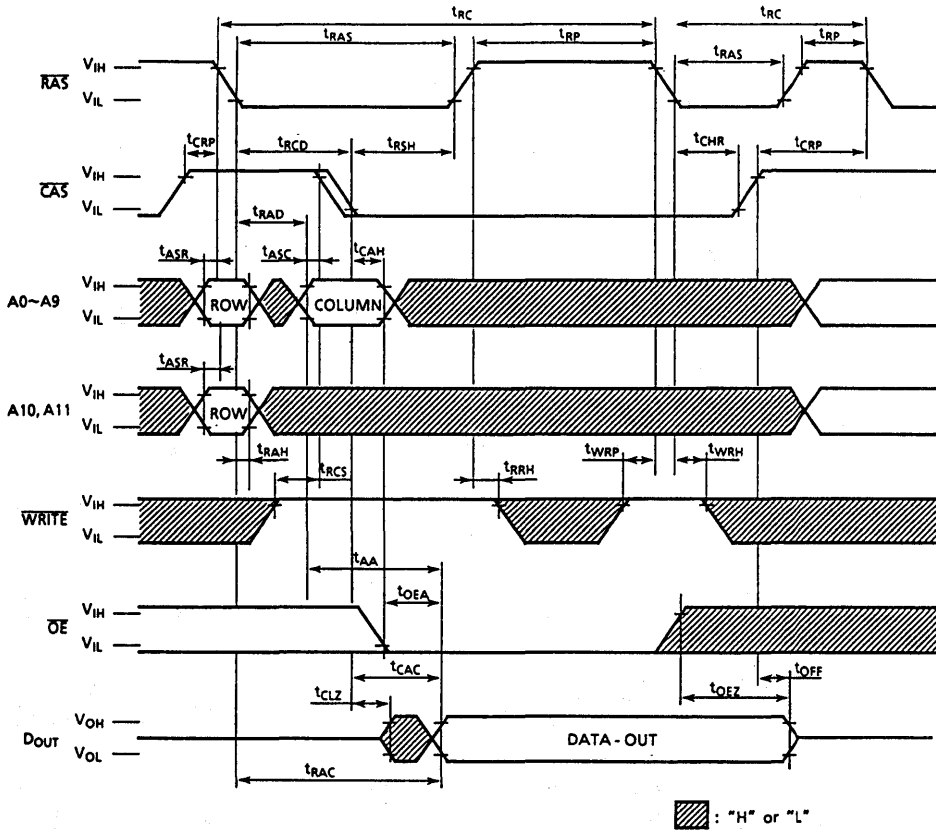 tRC tRC
tRAS tRP tRAS tRP
RAS VIH
VIL
tCRP tRCD tRSH tCHR tCRP
CAS VIH
VIL
tRAD
tASR tASC tCAH
A0~A9 VIH
VIL
ROW COLUMN
tASR
A10, A11 VIH
VIL
ROW
tRAH tRCS tRRH tWRP tWRH
WRITE VIH
VIL
tAA
tOEA
OE VIH
VIL
tCAC tOFF
tCLZ tOEZ
DOUT VOH
VOL
DATA - OUT
tRAC
: "H" or "L"